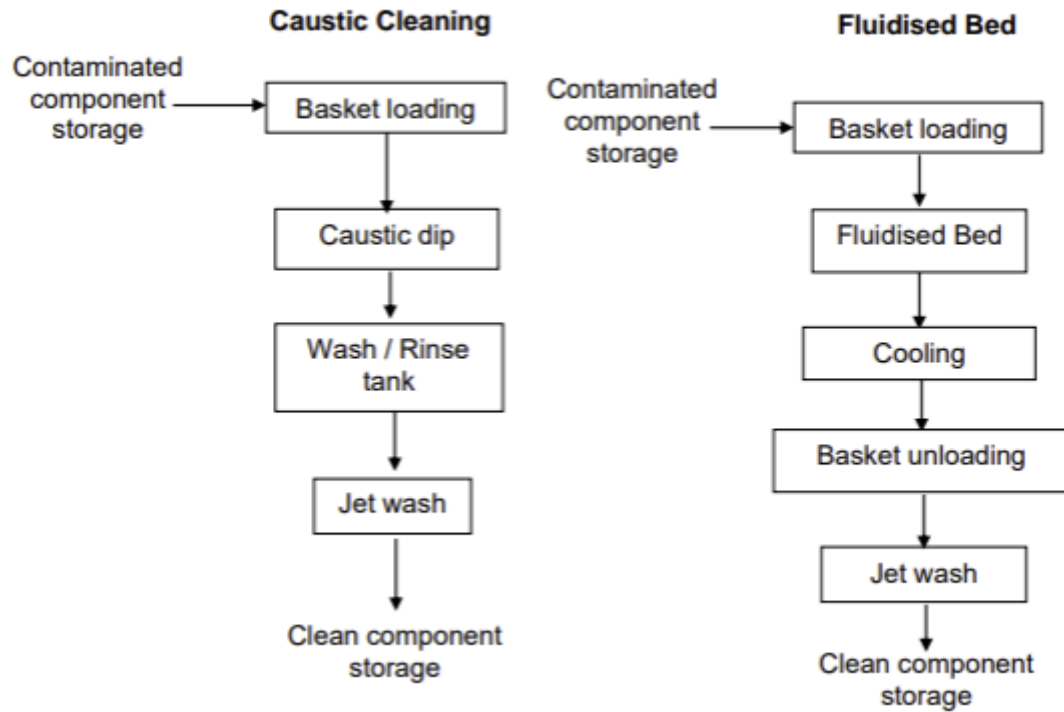 Caustic Cleaning
Contaminated
component
storage
Basket loading
Caustic dip
Wash / Rinse
tank
Jet wash
Clean component
storage
Fluidised Bed
Contaminated
component
storage
Basket loading
Fluidised Bed
Cooling
Basket unloading
Jet wash
Clean component
storage